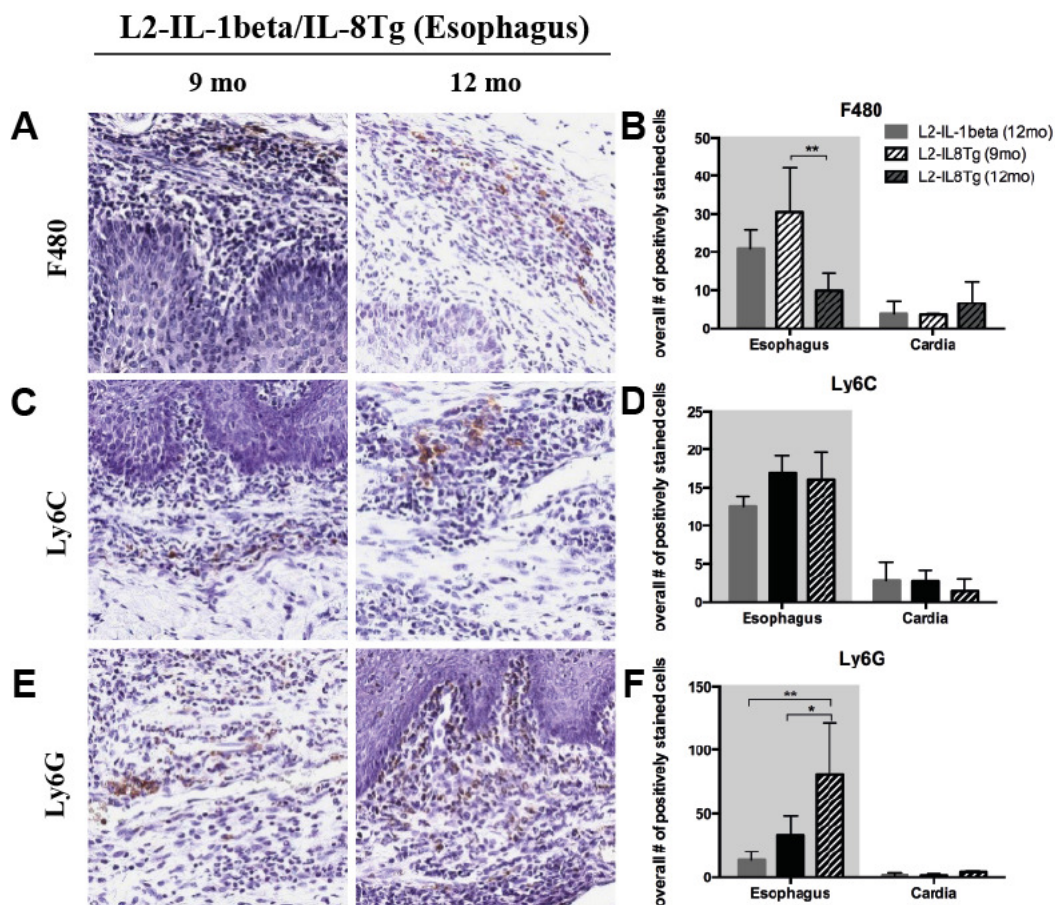 L2-IL-1beta/IL-8Tg (Esophagus)
9 mo
12 mo
A
F480
B
F480
overall # of positively stained cells
50
40
30
20
10
0
**
Esophagus
Cardia
L2-IL-1beta (12mo)
L2-IL8Tg (9mo)
L2-IL8Tg (12mo)
C
Ly6C
D
Ly6C
overall # of positively stained cells
25
20
15
10
5
0
Esophagus
Cardia
E
Ly6G
F
Ly6G
overall # of positively stained cells
150
100
50
0
**
*
Esophagus
Cardia